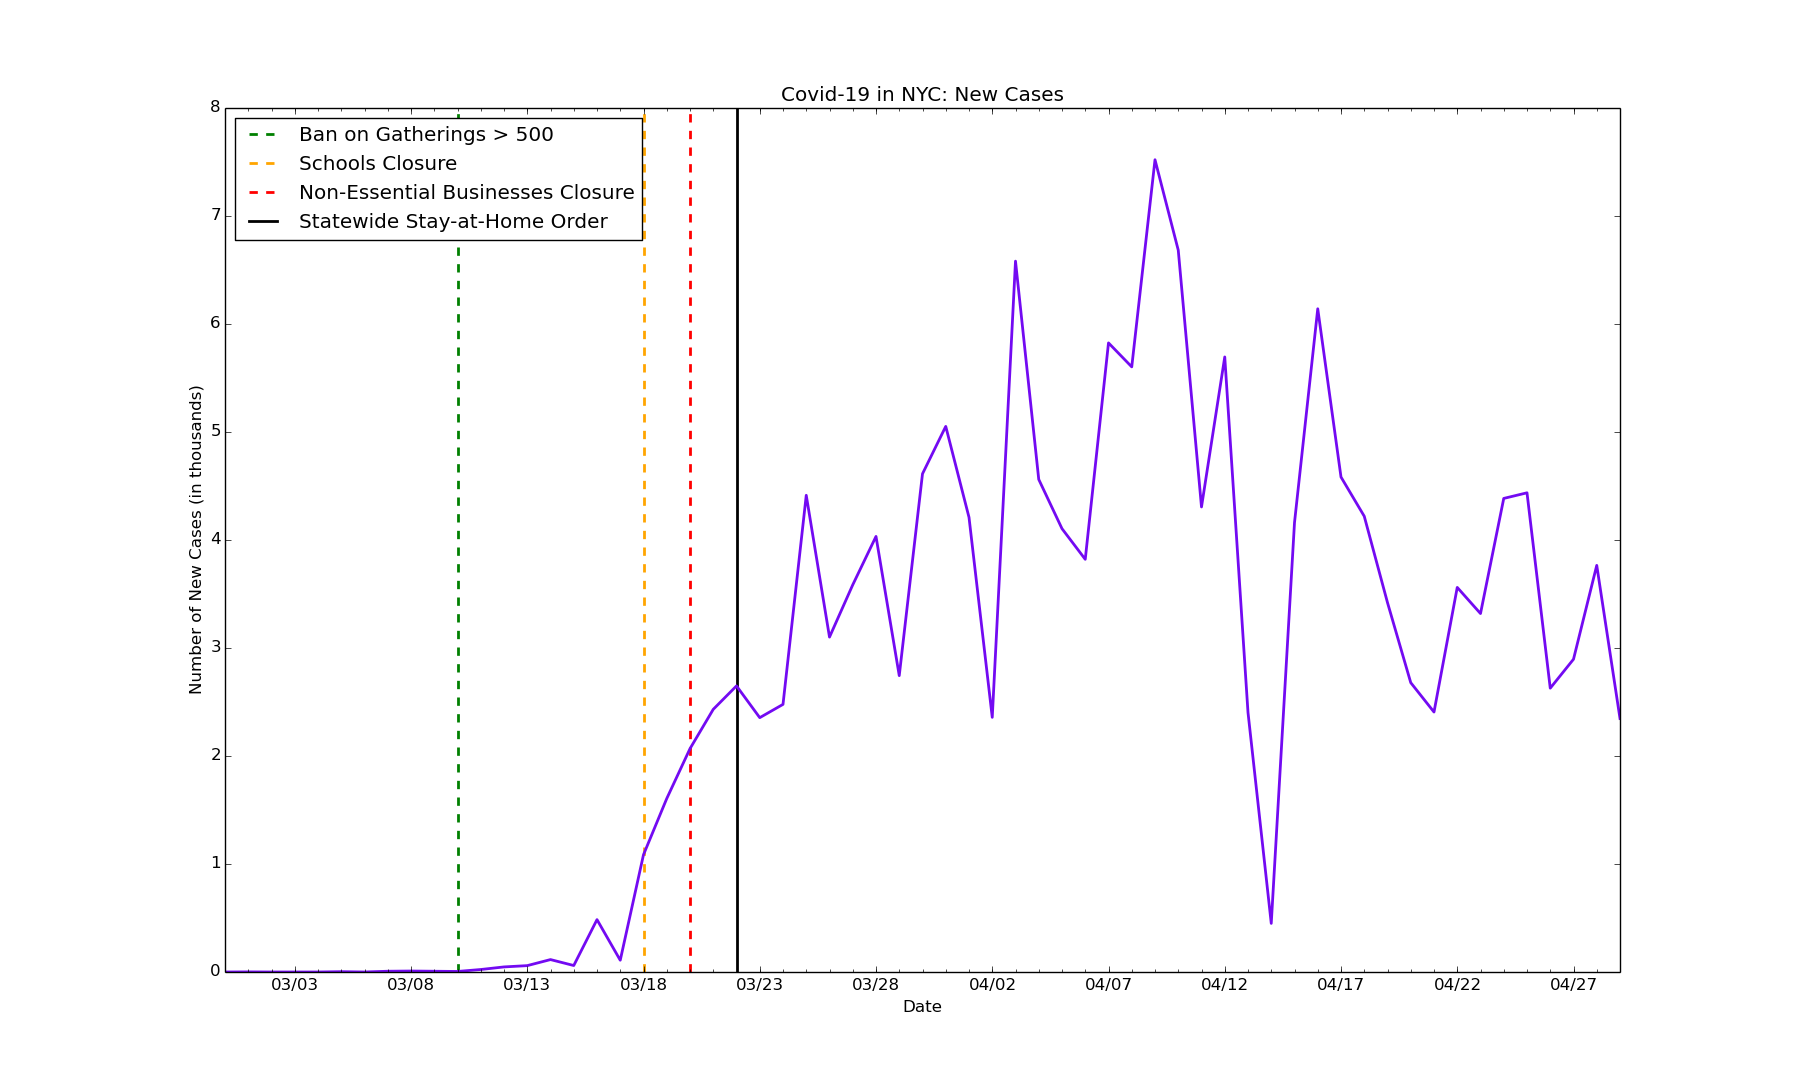 Covid-19 in NYC: New Cases
Ban on Gatherings > 500
Schools Closure
Non-Essential Businesses Closure
Statewide Stay-at-Home Order
Number of New Cases (in thousands)
8
7
6
5
4
3
2
1
0
03/03 03/08 03/13 03/18 03/23 03/28 04/02 04/07 04/12 04/17 04/22 04/27
Date